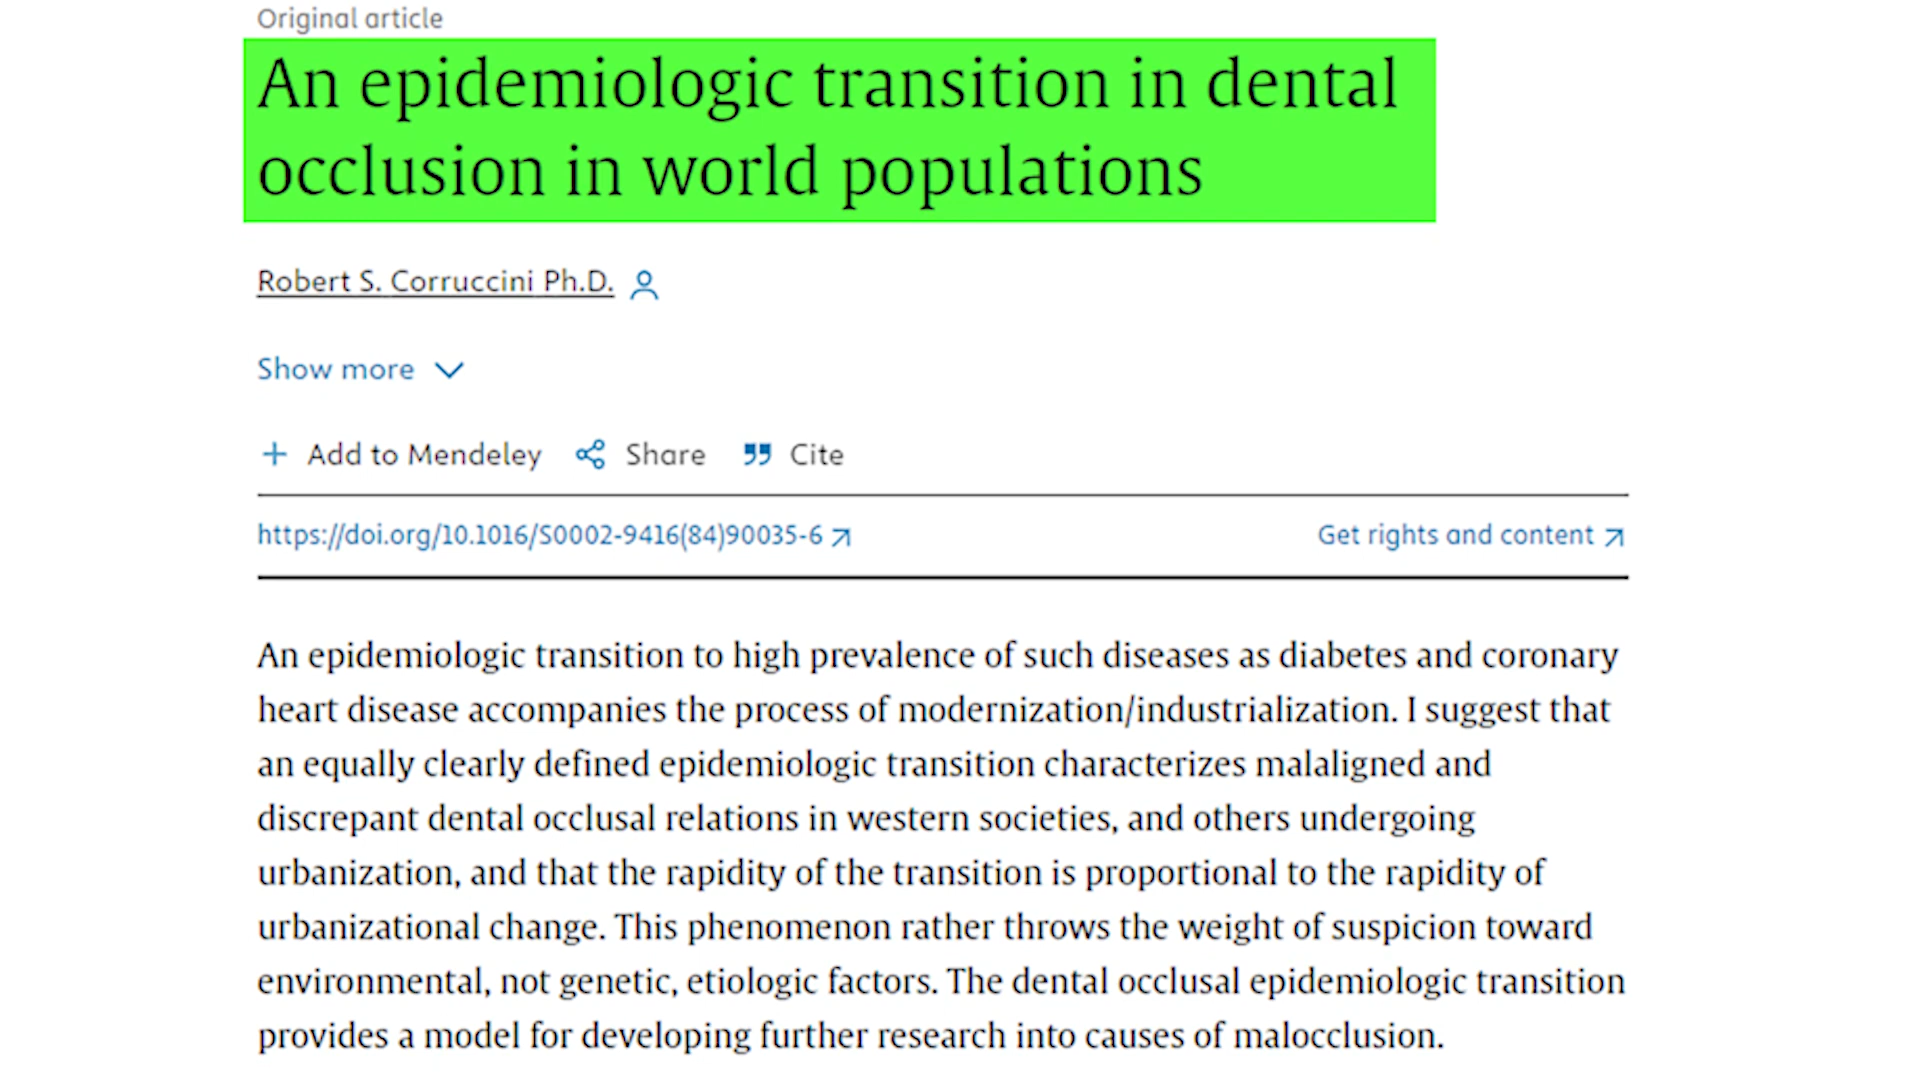 Original article
An epidemiologic transition in dental
occlusion in world populations
Robert S. Corruccini Ph.D.
Show more
Add to Mendeley Share Cite
https://doi.org/10.1016/S0002-9416(84)90035-6 Get rights and content
An epidemiologic transition to high prevalence of such diseases as diabetes and coronary
heart disease accompanies the process of modernization/industrialization. I suggest that
an equally clearly defined epidemiologic transition characterizes malaligned and
discrepant dental occlusal relations in western societies, and others undergoing
urbanization, and that the rapidity of the transition is proportional to the rapidity of
urbanizational change. This phenomenon rather throws the weight of suspicion toward
environmental, not genetic, etiologic factors. The dental occlusal epidemiologic transition
provides a model for developing further research into causes of malocclusion.